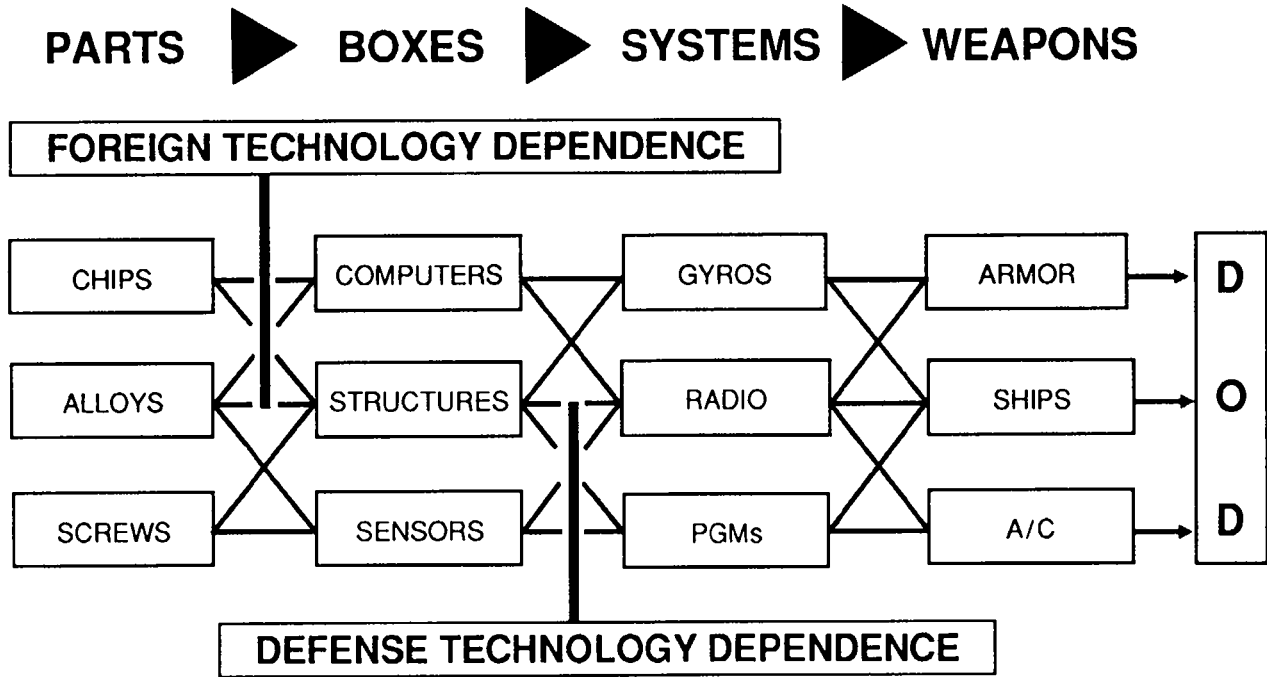 PARTS BOXES SYSTEMS WEAPONS
FOREIGN TECHNOLOGY DEPENDENCE
CHIPS COMPUTERS GYROS ARMOR D
ALLOYS STRUCTURES RADIO SHIPS O
SCREWS SENSORS PGMs A/C D
DEFENSE TECHNOLOGY DEPENDENCE